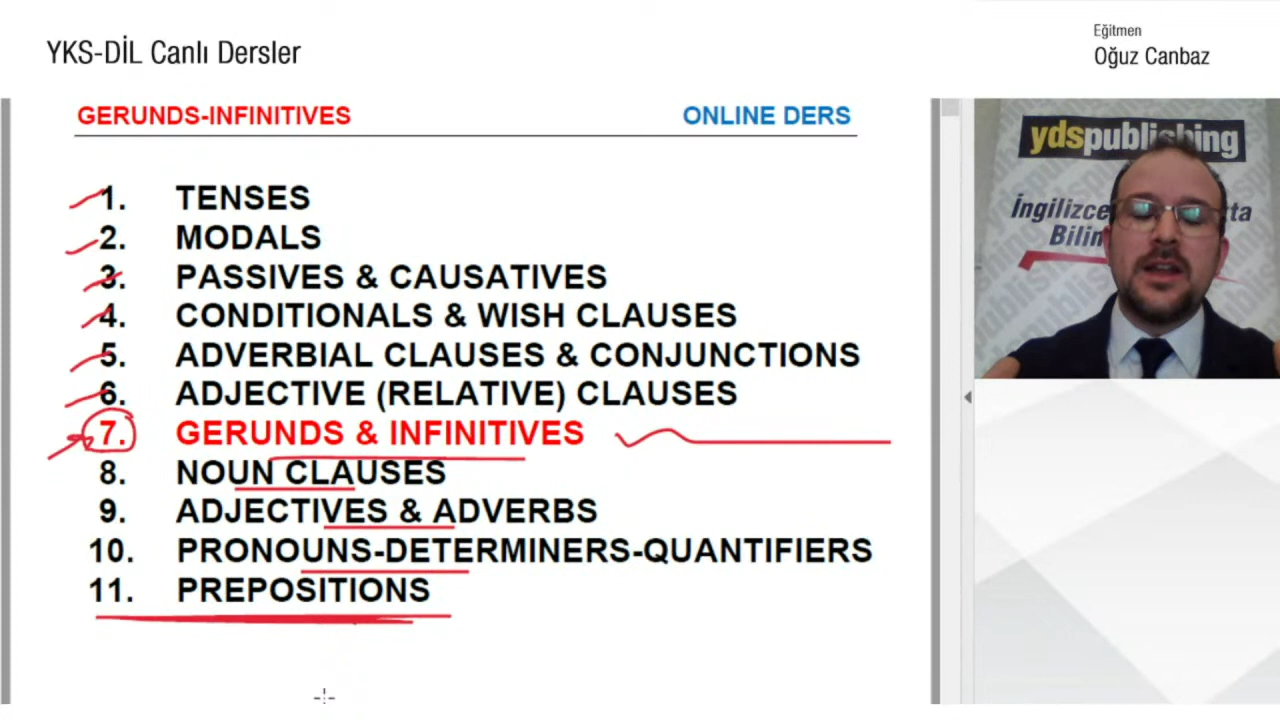 YKS-DİL Canlı Dersler
Eğitmen
Oğuz Canbaz
GERUNDS-INFINITIVES
ONLINE DERS
1. TENSES
2. MODALS
3. PASSIVES & CAUSATIVES
4. CONDITIONALS & WISH CLAUSES
5. ADVERBIAL CLAUSES & CONJUNCTIONS
6. ADJECTIVE (RELATIVE) CLAUSES
7. GERUNDS & INFINITIVES
8. NOUN CLAUSES
9. ADJECTIVES & ADVERBS
10. PRONOUNS-DETERMINERS-QUANTIFIERS
11. PREPOSITIONS
ydspublishing